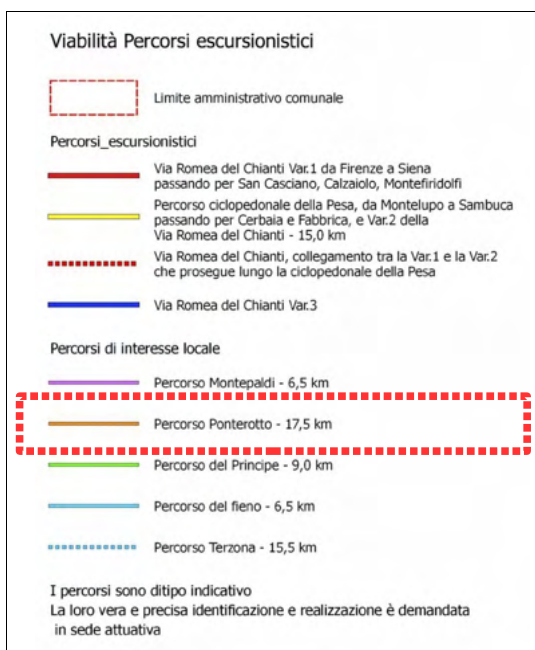 Viabilità Percorsi escursionistici
Limite amministrativo comunale
Percorsi_escursionistici
Via Romea del Chianti Var.1 da Firenze a Siena
passando per San Casciano, Calzaiolo, Montefiridolfi
Percorso ciclopedonale della Pesa, da Montelupo a Sambuca
passando per Cerbaia e Fabbrica, e Var.2 della
Via Romea del Chianti - 15,0 km
Via Romea del Chianti, collegamento tra la Var.1 e la Var.2
che prosegue lungo la ciclopedonale della Pesa
Via Romea del Chianti Var.3
Percorsi di interesse locale
Percorso Montepaldi - 6,5 km
Percorso Ponterotto - 17,5 km
Percorso del Principe - 9,0 km
Percorso del fieno - 6,5 km
Percorso Terzona - 15,5 km
I percorsi sono ditipo indicativo
La loro vera e precisa identificazione e realizzazione è demandata
in sede attuativa